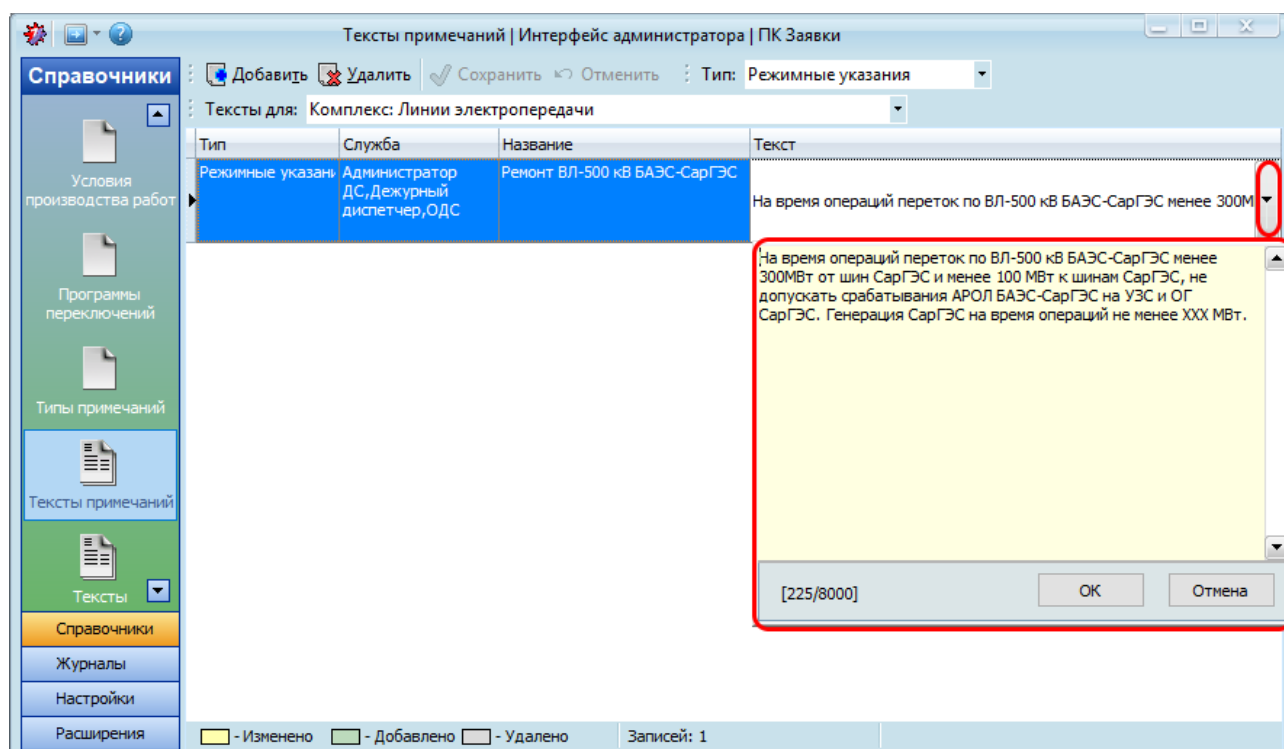 Тексты примечаний | Интерфейс администратора | ПК Заявки
Справочники
Добавить Удалить Сохранить Отменить Тип: Режимные указания
Тексты для: Комплекс: Линии электропередачи
Тип Служба Название Текст
Режимные указани Администратор ДС,Дежурный диспетчер,ОДС Ремонт ВЛ-500 кВ БАЭС-СарГЭС На время операций переток по ВЛ-500 кВ БАЭС-СарГЭС менее 300М
На время операций переток по ВЛ-500 кВ БАЭС-СарГЭС менее
300МВт от шин СарГЭС и менее 100 МВт к шинам СарГЭС, не
допускать срабатывания АРОЛ БАЭС-СарГЭС на УЗС и ОГ
СарГЭС. Генерация СарГЭС на время операций не менее ХХХ МВт.
[225/8000] ОК Отмена
Условия
производства работ
Программы
переключений
Типы примечаний
Тексты примечаний
Тексты
Справочники
Журналы
Настройки
Расширения
- Изменено - Добавлено - Удалено Записей: 1